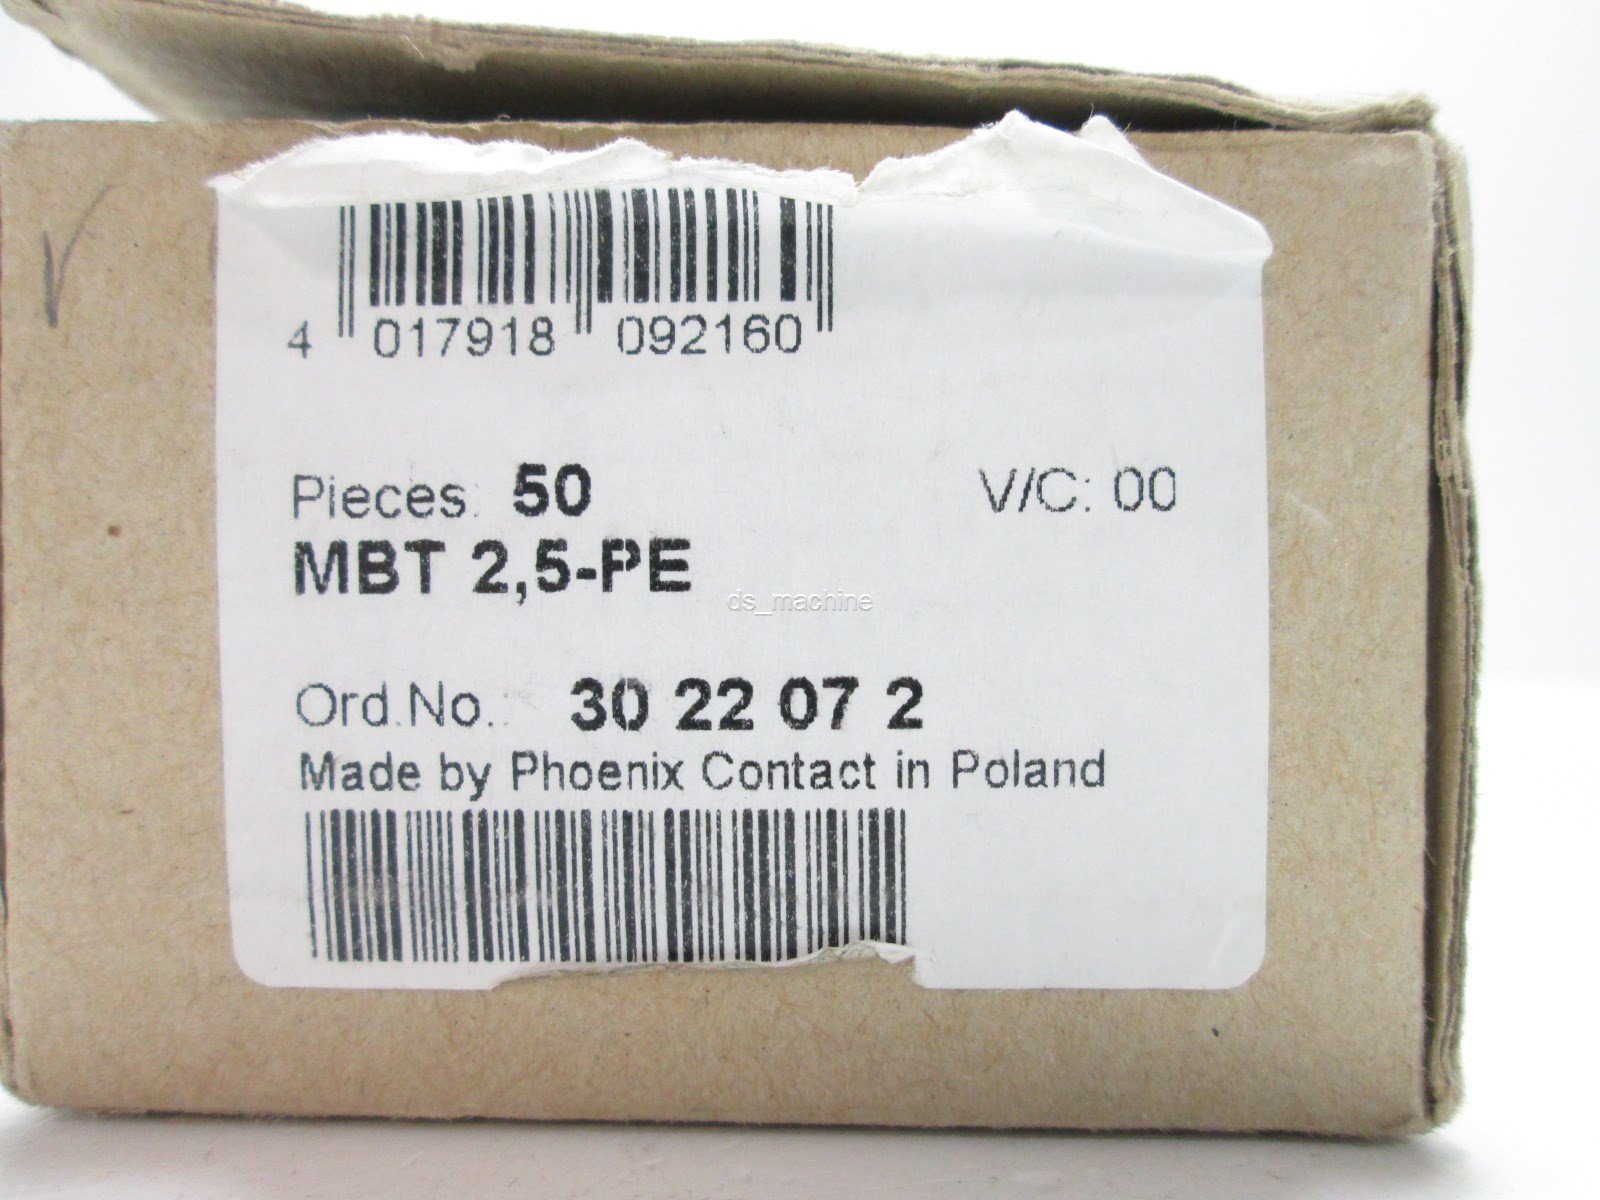 4 017918 092160
Pieces: 50 V/C: 00
MBT 2,5-PE
ds_machine
Ord.No.: 30 22 07 2
Made by Phoenix Contact in Poland